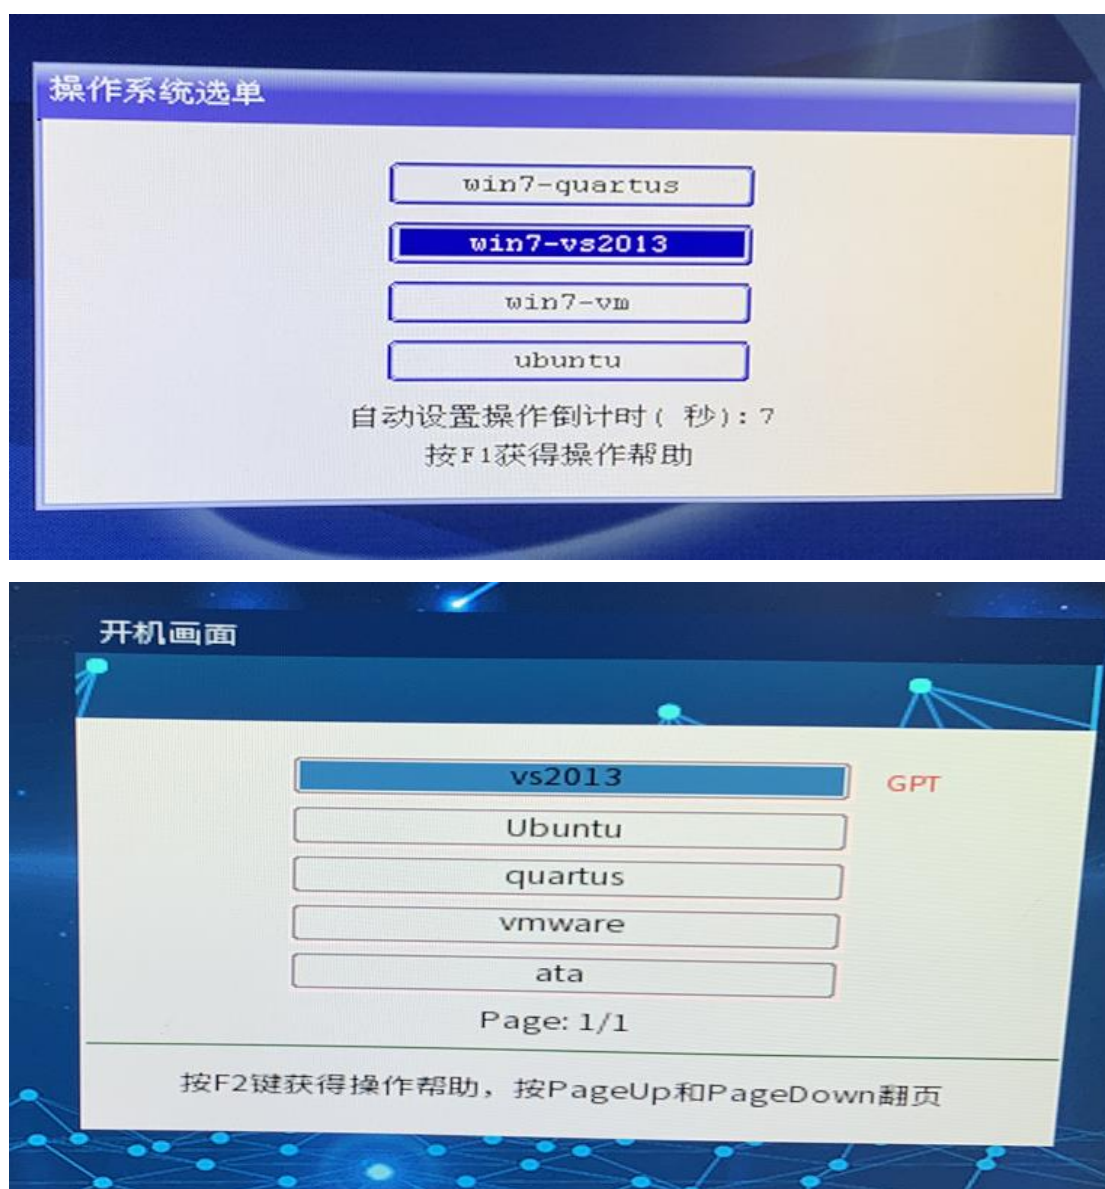 操作系统选单
win7-quartus
win7-vs2013
win7-vm
ubuntu
自动设置操作倒计时( 秒):7
按F1获得操作帮助
开机画面
vs2013 GPT
Ubuntu
quartus
vmware
ata
Page: 1/1
按F2键获得操作帮助，按PageUp和PageDown翻页